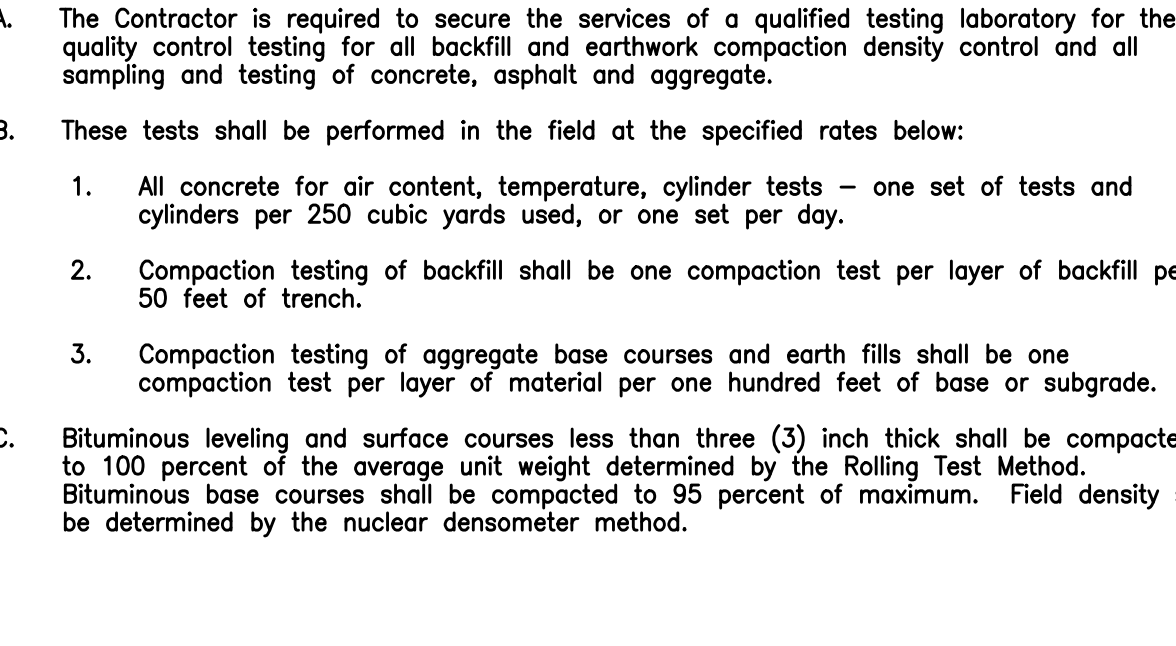 A. The Contractor is required to secure the services of a qualified testing laboratory for the
quality control testing for all backfill and earthwork compaction density control and all
sampling and testing of concrete, asphalt and aggregate.
B. These tests shall be performed in the field at the specified rates below:
1. All concrete for air content, temperature, cylinder tests – one set of tests and
cylinders per 250 cubic yards used, or one set per day.
2. Compaction testing of backfill shall be one compaction test per layer of backfill pe
50 feet of trench.
3. Compaction testing of aggregate base courses and earth fills shall be one
compaction test per layer of material per one hundred feet of base or subgrade.
C. Bituminous leveling and surface courses less than three (3) inch thick shall be compacte
to 100 percent of the average unit weight determined by the Rolling Test Method.
Bituminous base courses shall be compacted to 95 percent of maximum. Field density
be determined by the nuclear densometer method.